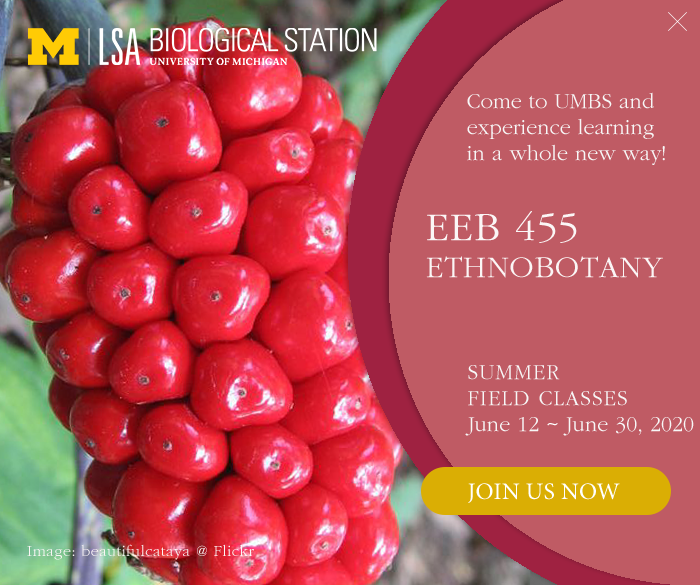 M LSA BIOLOGICAL STATION
UNIVERSITY OF MICHIGAN
Come to UMBS and
experience learning
in a whole new way!
EEB 455
ETHNOBOTANY
SUMMER
FIELD CLASSES
June 12 ~ June 30, 2020
JOIN US NOW
Image: beautifulcataya @ Flickr